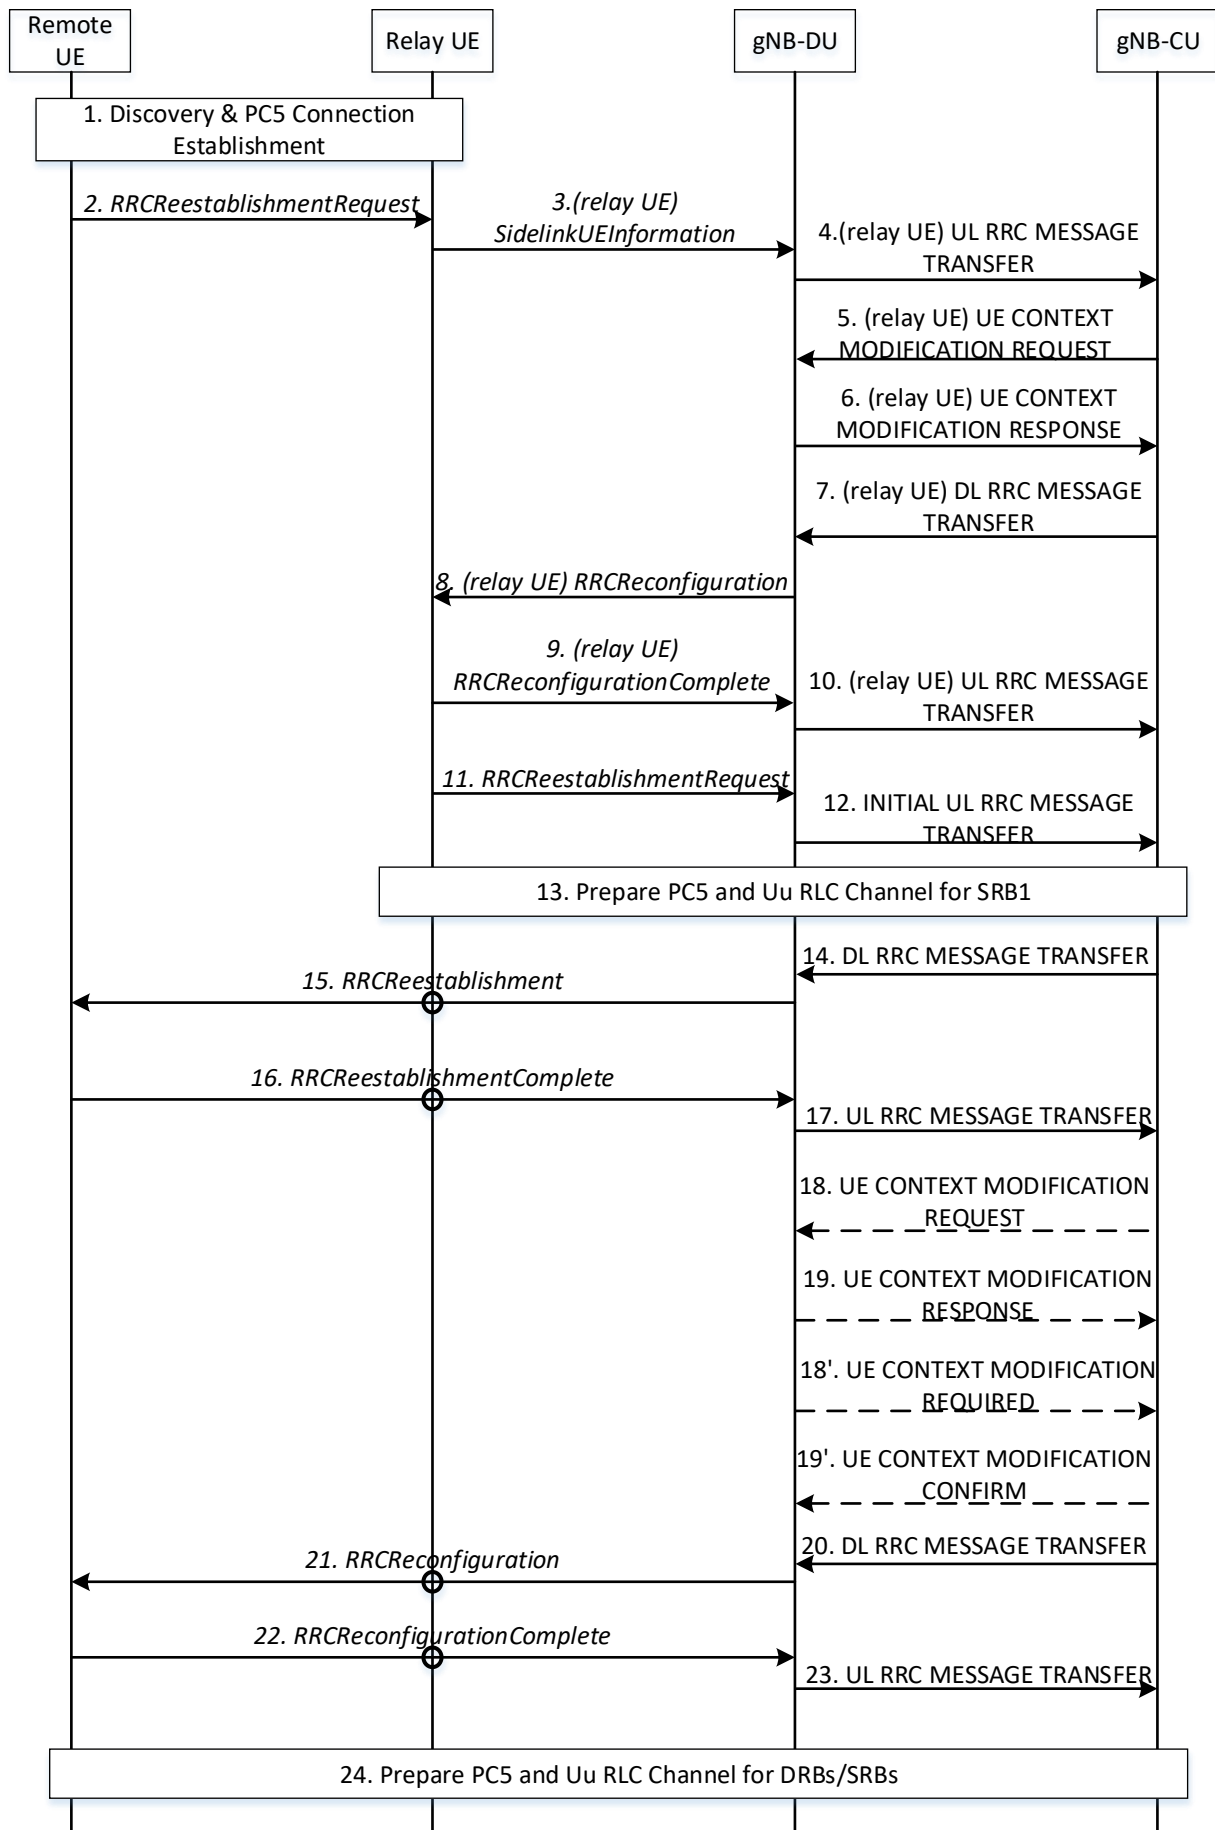 Remote
UE
Relay UE
gNB-DU
gNB-CU
1. Discovery & PC5 Connection
Establishment
2. RRCReestablishmentRequest
3.(relay UE)
SidelinkUEInformation
4.(relay UE) UL RRC MESSAGE
TRANSFER
5. (relay UE) UE CONTEXT
MODIFICATION REQUEST
6. (relay UE) UE CONTEXT
MODIFICATION RESPONSE
7. (relay UE) DL RRC MESSAGE
TRANSFER
8. (relay UE) RRCReconfiguration
9. (relay UE)
RRCReconfigurationComplete
10. (relay UE) UL RRC MESSAGE
TRANSFER
11. RRCReestablishmentRequest
12. INITIAL UL RRC MESSAGE
TRANSFER
13. Prepare PC5 and Uu RLC Channel for SRB1
14. DL RRC MESSAGE TRANSFER
15. RRCReestablishment
16. RRCReestablishmentComplete
17. UL RRC MESSAGE TRANSFER
18. UE CONTEXT MODIFICATION
REQUEST
19. UE CONTEXT MODIFICATION
RESPONSE
18'. UE CONTEXT MODIFICATION
REQUIRED
19'. UE CONTEXT MODIFICATION
CONFIRM
20. DL RRC MESSAGE TRANSFER
21. RRCReconfiguration
22. RRCReconfigurationComplete
23. UL RRC MESSAGE TRANSFER
24. Prepare PC5 and Uu RLC Channel for DRBs/SRBs